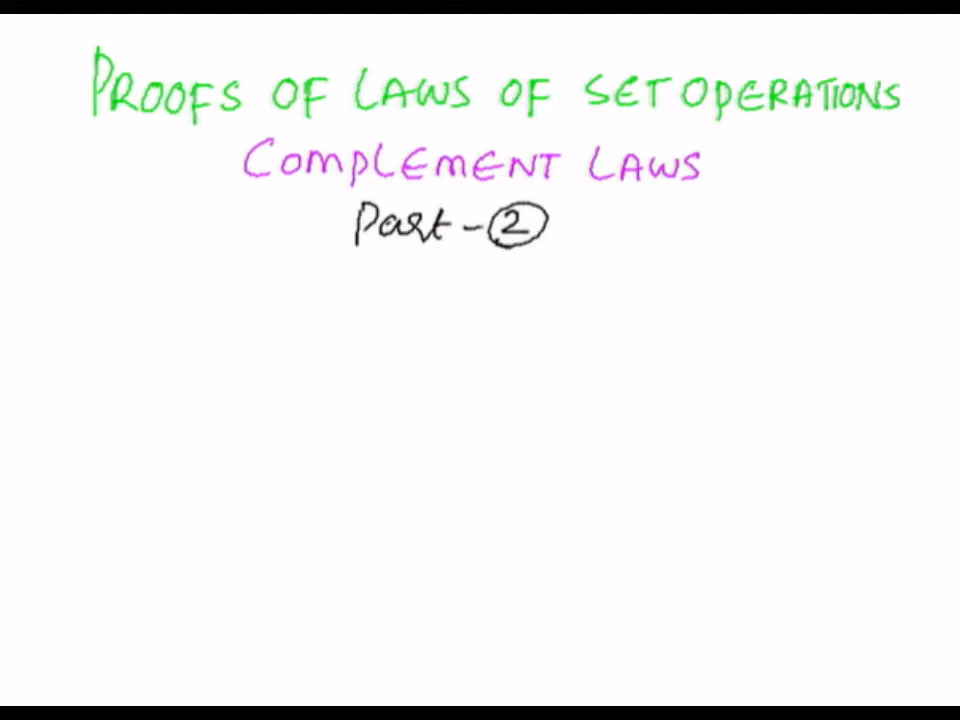 PROOFS OF LAWS OF SET OPERATIONS
COMPLEMENT LAWS
Part - 2